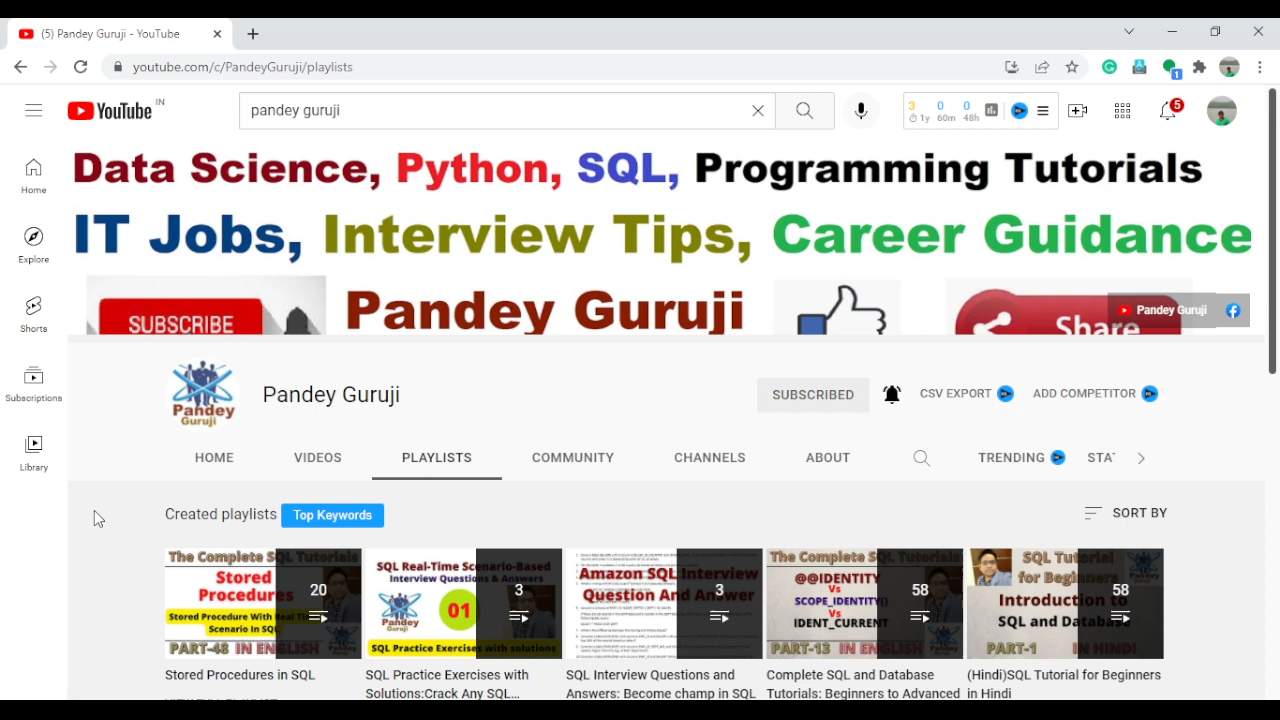 (5) Pandey Guruji - YouTube
youtube.com/c/PandeyGuruji/playlists
1
YouTube IN
pandey guruji
3 0 0
1y 60m 48h
5
Home
Explore
Shorts
Subscriptions
Library
Data Science, Python, SQL, Programming Tutorials
IT Jobs, Interview Tips, Career Guidance
SUBSCRIBE
Pandey Guruji
Share
Pandey Guruji
Pandey Guruji
Pandey Guruji
SUBSCRIBED
CSV EXPORT
ADD COMPETITOR
HOME VIDEOS PLAYLISTS COMMUNITY CHANNELS ABOUT TRENDING STAT
Created playlists Top Keywords
SORT BY
The Complete SQL Tutorials
Stored
Procedures
Stored Procedure With Real Time
Scenario In SQL
PART-48 IN ENGLISH
20
Stored Procedures in SQL
SQL Real-Time Scenario-Based
Interview Questions & Answers
Pandey
Guruji
01
SQL Practice Exercises with solutions
3
SQL Practice Exercises with
Solutions:Crack Any SQL...
Amazon SQL Interview
Question And Answer
3
SQL Interview Questions and
Answers: Become champ in SQL
The Complete SQL Tutorials
@@IDENTITY
Vs
SCOPE_IDENTITY()
Vs
IDENT_CURRENT
PART-13 IN ENGLISH
58
Complete SQL and Database
Tutorials: Beginners to Advanced
SQL Tutorial
for Beginners
Introduction to
SQL and Database
PART-1 IN HINDI
58
(Hindi)SQL Tutorial for Beginners
in Hindi